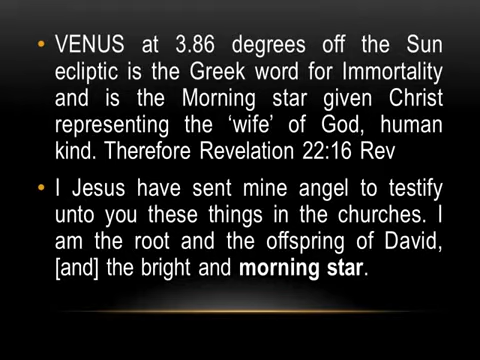 • VENUS at 3.86 degrees off the Sun
ecliptic is the Greek word for Immortality
and is the Morning star given Christ
representing the ‘wife’ of God, human
kind. Therefore Revelation 22:16 Rev
• I Jesus have sent mine angel to testify
unto you these things in the churches. I
am the root and the offspring of David,
[and] the bright and morning star.